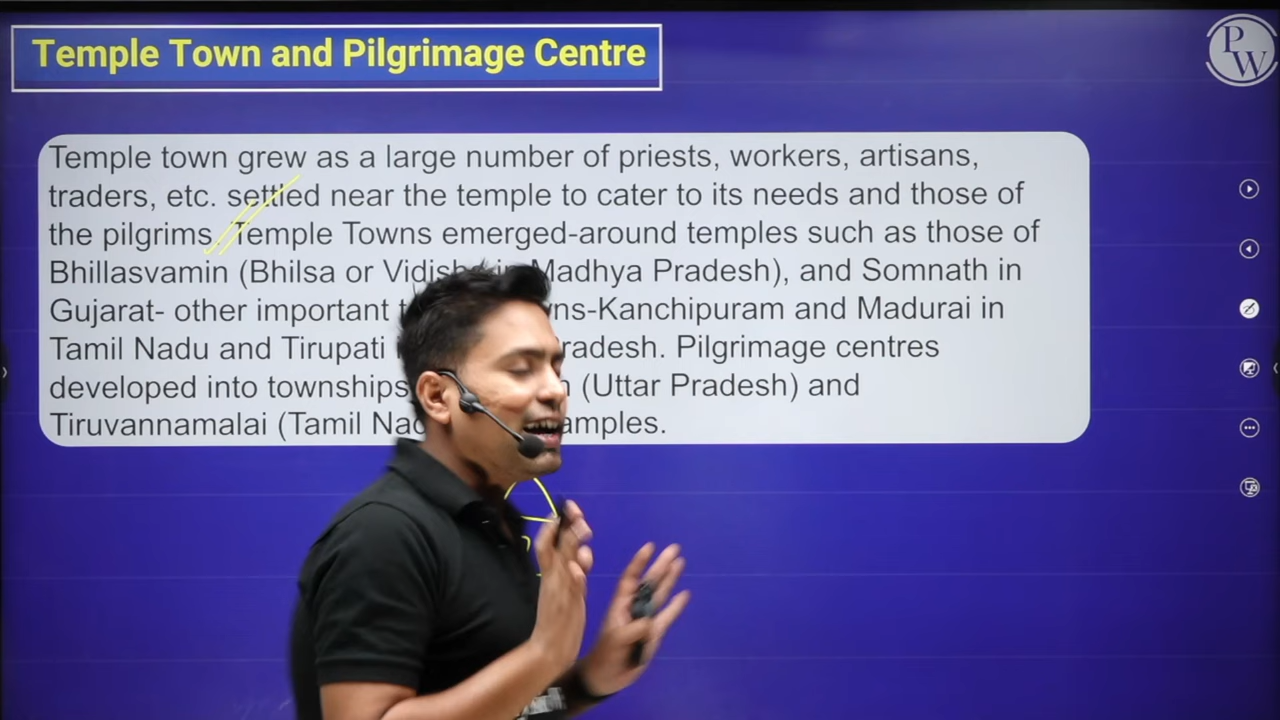 Temple Town and Pilgrimage Centre
PW
Temple town grew as a large number of priests, workers, artisans,
traders, etc. settled near the temple to cater to its needs and those of
the pilgrims. Temple Towns emerged-around temples such as those of
Bhillasvamin (Bhilsa or Vidisha in Madhya Pradesh), and Somnath in
Gujarat- other important
-Kanchipuram and Madurai in
Tamil Nadu and Tirupati
Pilgrimage centres
developed into townships
(Uttar Pradesh) and
Tiruvannamalai (Tamil